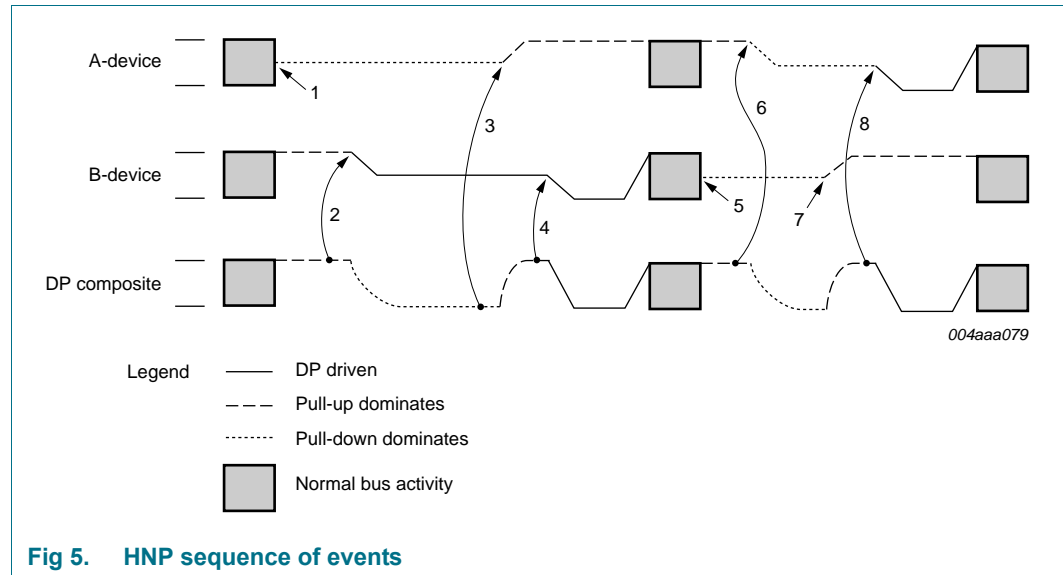 A-device
1
3
6
8
B-device
2
4
5
7
DP composite
004aaa079
Legend
DP driven
Pull-up dominates
Pull-down dominates
Normal bus activity
Fig 5. HNP sequence of events